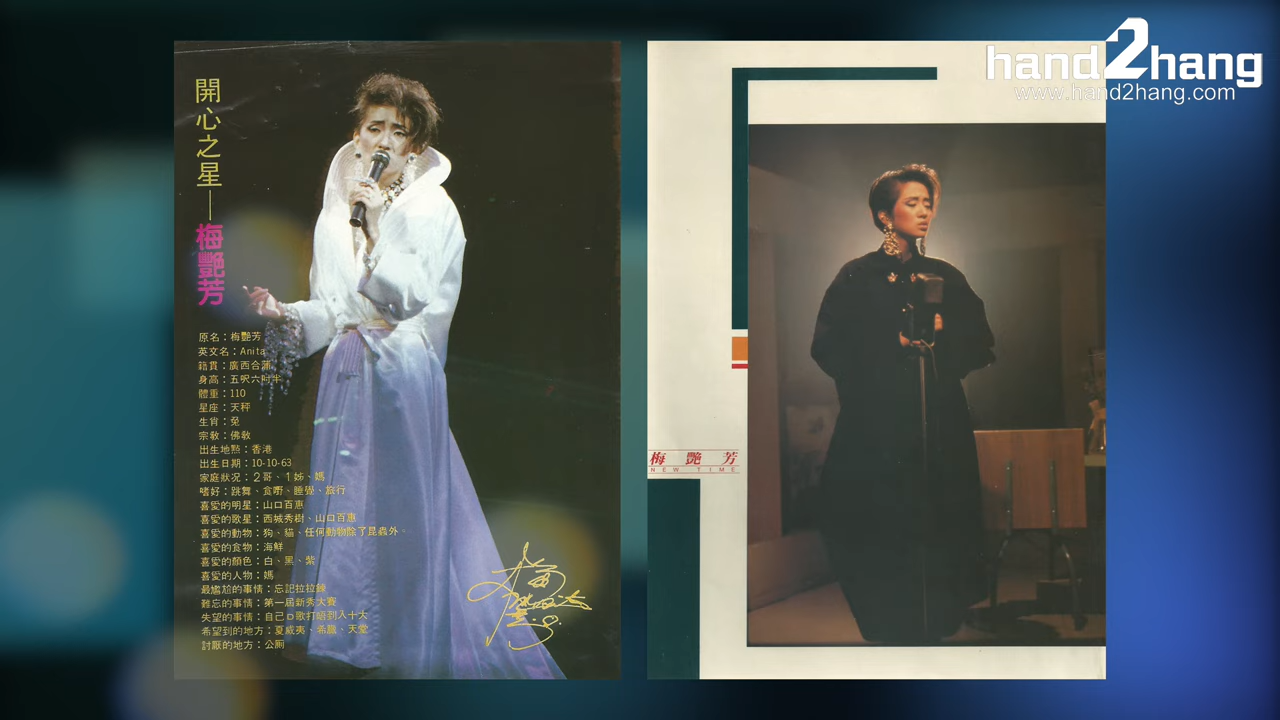 hand2hang
www.hand2hang.com
開心之星——梅艷芳
原名：梅艷芳
英文名：Anita
籍貫：廣西合浦
身高：五呎六吋半
體重：110
星座：天秤
生肖：兔
宗教：佛教
出生地點：香港
出生日期：10-10-63
家庭狀況：2哥、1姊、媽
嗜好：跳舞、食嘢、睡覺、旅行
喜愛的明星：山口百惠
喜愛的歌星：西城秀樹、山口百惠
喜愛的動物：狗、貓、任何動物除了昆蟲外。
喜愛的食物：海鮮
喜愛的顏色：白、黑、紫
喜愛的人物：媽
最尷尬的事情：忘記拉拉鍊
難忘的事情：第一屆新秀大賽
失望的事情：自己D歌打唔到入十大
希望到的地方：夏威夷、希臘、天堂
討厭的地方：公厠
梅艷芳
NEW TIME